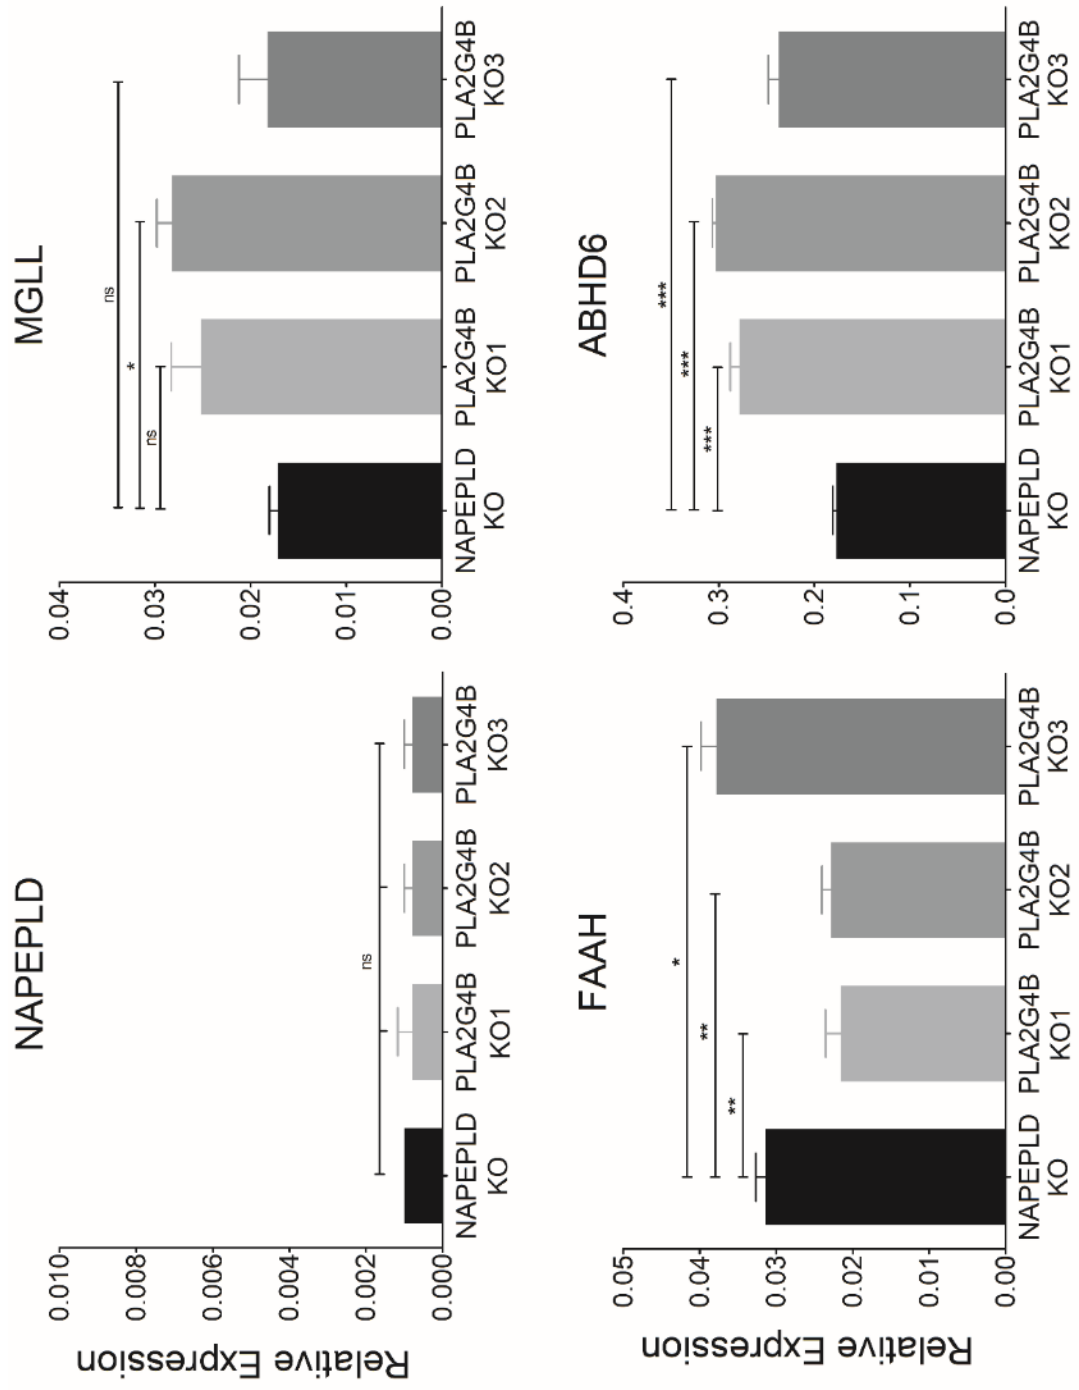 NAPEPLD
Relative Expression
0.010
0.008
0.006
0.004
0.002
0.000
ns
NAPEPLD KO
PLA2G4B KO1
PLA2G4B KO2
PLA2G4B KO3
MGLL
0.04
0.03
0.02
0.01
0.00
ns
*
ns
NAPEPLD KO
PLA2G4B KO1
PLA2G4B KO2
PLA2G4B KO3
FAAH
Relative Expression
0.05
0.04
0.03
0.02
0.01
0.00
*
**
**
NAPEPLD KO
PLA2G4B KO1
PLA2G4B KO2
PLA2G4B KO3
ABHD6
0.4
0.3
0.2
0.1
0.0
***
***
***
NAPEPLD KO
PLA2G4B KO1
PLA2G4B KO2
PLA2G4B KO3